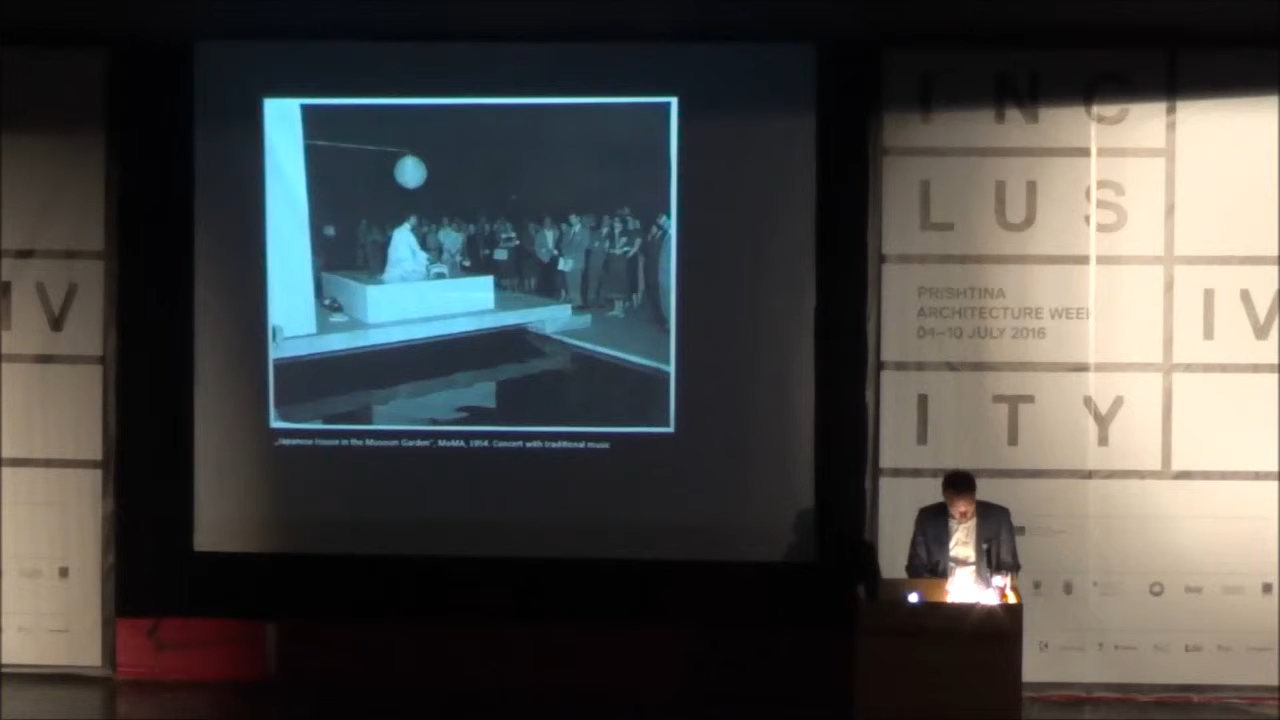 „Japanese House in the Museum Garden", MoMA, 1954. Concert with traditional music
INC
LUS
PRISHTINA
ARCHITECTURE WEEK
04–10 JULY 2016
ITY
IV
IV